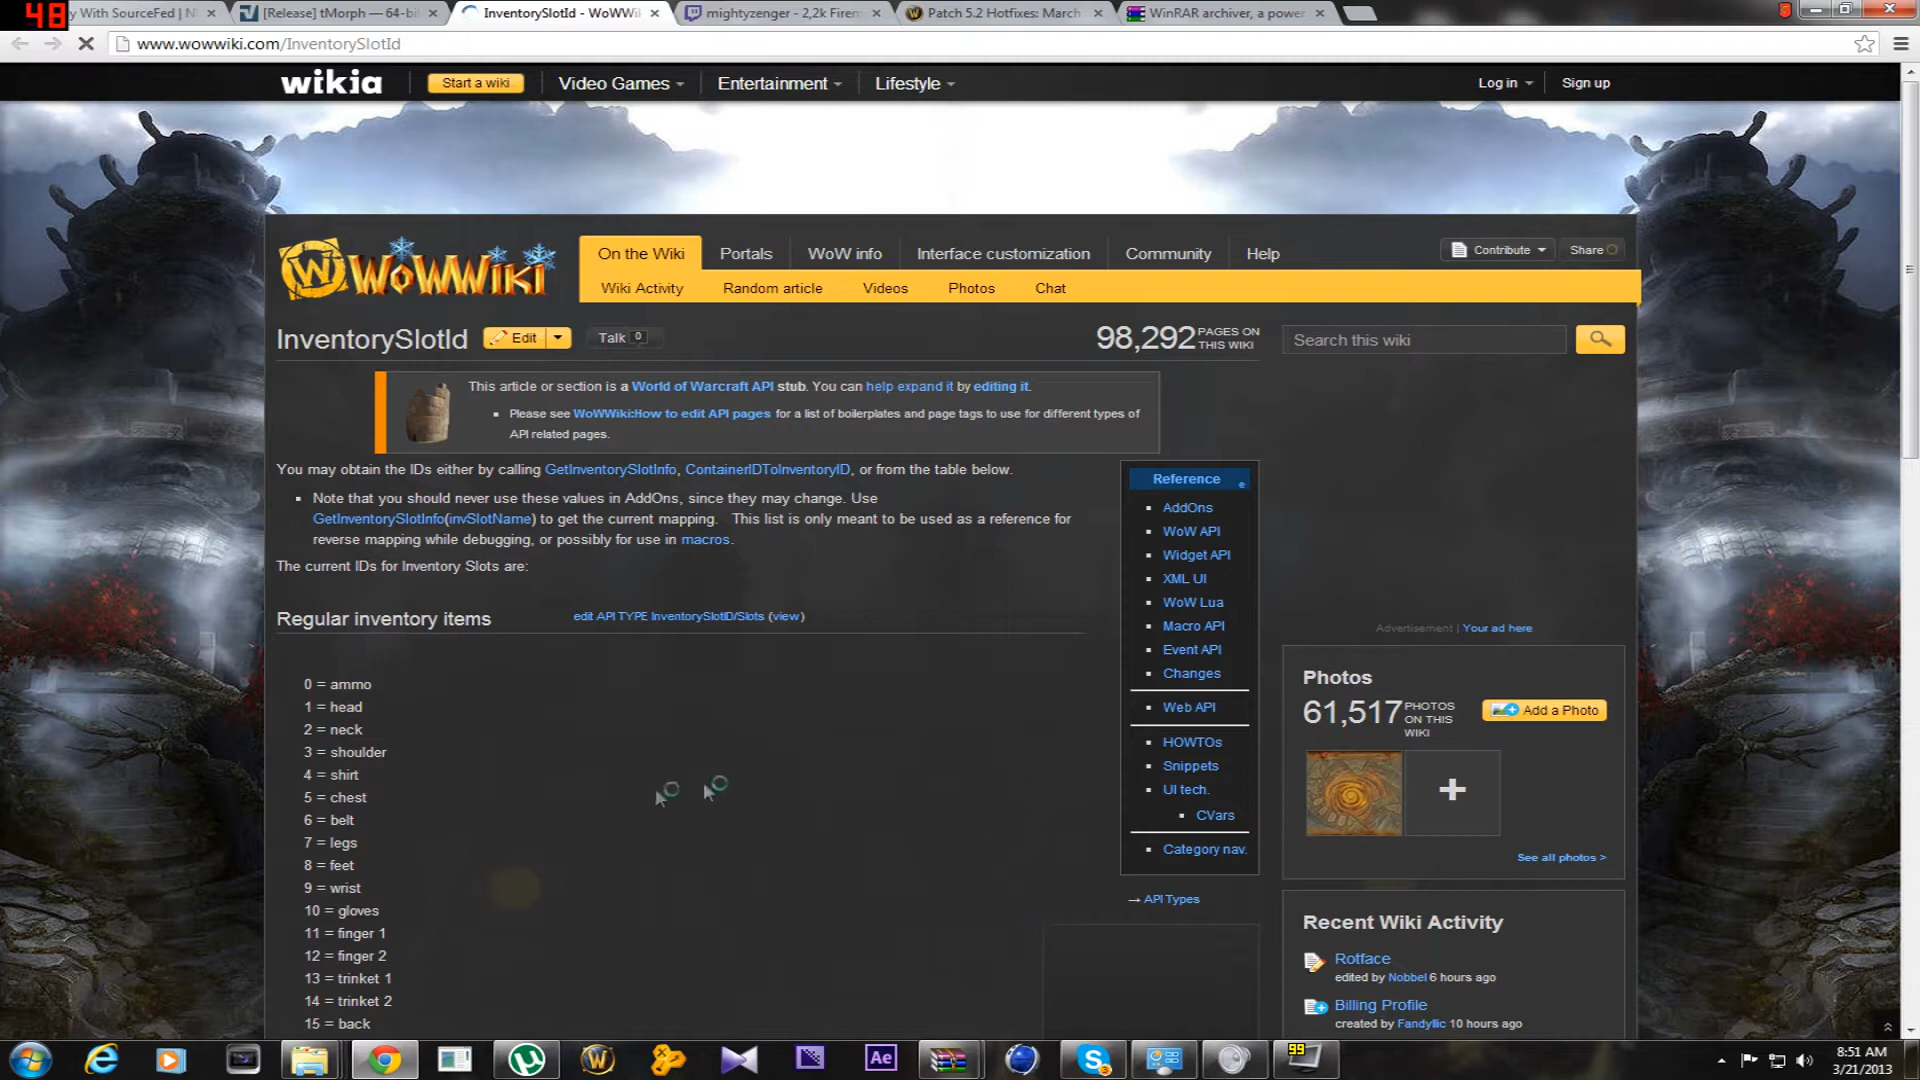 48
y With SourceFed | N
[Release] tMorph — 64-bi
InventorySlotId - WoWWi
mightyzenger - 2,2k Firem
Patch 5.2 Hotfixes: March
WinRAR archiver, a power
www.wowwiki.com/InventorySlotId
wikia
Start a wiki
Video Games
Entertainment
Lifestyle
Log in
Sign up
WoWWiki
On the Wiki
Portals
WoW info
Interface customization
Community
Help
Contribute
Share
Wiki Activity
Random article
Videos
Photos
Chat
InventorySlotId
Edit
Talk 0
98,292 PAGES ON THIS WIKI
Search this wiki
This article or section is a World of Warcraft API stub. You can help expand it by editing it.
Please see WoWWiki:How to edit API pages for a list of boilerplates and page tags to use for different types of
API related pages.
You may obtain the IDs either by calling GetInventorySlotInfo, ContainerIDToInventoryID, or from the table below.
Note that you should never use these values in AddOns, since they may change. Use
GetInventorySlotInfo(invSlotName) to get the current mapping. This list is only meant to be used as a reference for
reverse mapping while debugging, or possibly for use in macros.
The current IDs for Inventory Slots are:
Regular inventory items
edit API TYPE InventorySlotID/Slots (view)
0 = ammo
1 = head
2 = neck
3 = shoulder
4 = shirt
5 = chest
6 = belt
7 = legs
8 = feet
9 = wrist
10 = gloves
11 = finger 1
12 = finger 2
13 = trinket 1
14 = trinket 2
15 = back
Reference
e
AddOns
WoW API
Widget API
XML UI
WoW Lua
Macro API
Event API
Changes
Web API
HOWTOs
Snippets
UI tech.
CVars
Category nav.
→ API Types
Advertisement | Your ad here
Photos
61,517 PHOTOS ON THIS WIKI
Add a Photo
See all photos >
Recent Wiki Activity
Rotface
edited by Nobbel 6 hours ago
Billing Profile
created by Fandyllic 10 hours ago
Ae
99
8:51 AM
3/21/2013